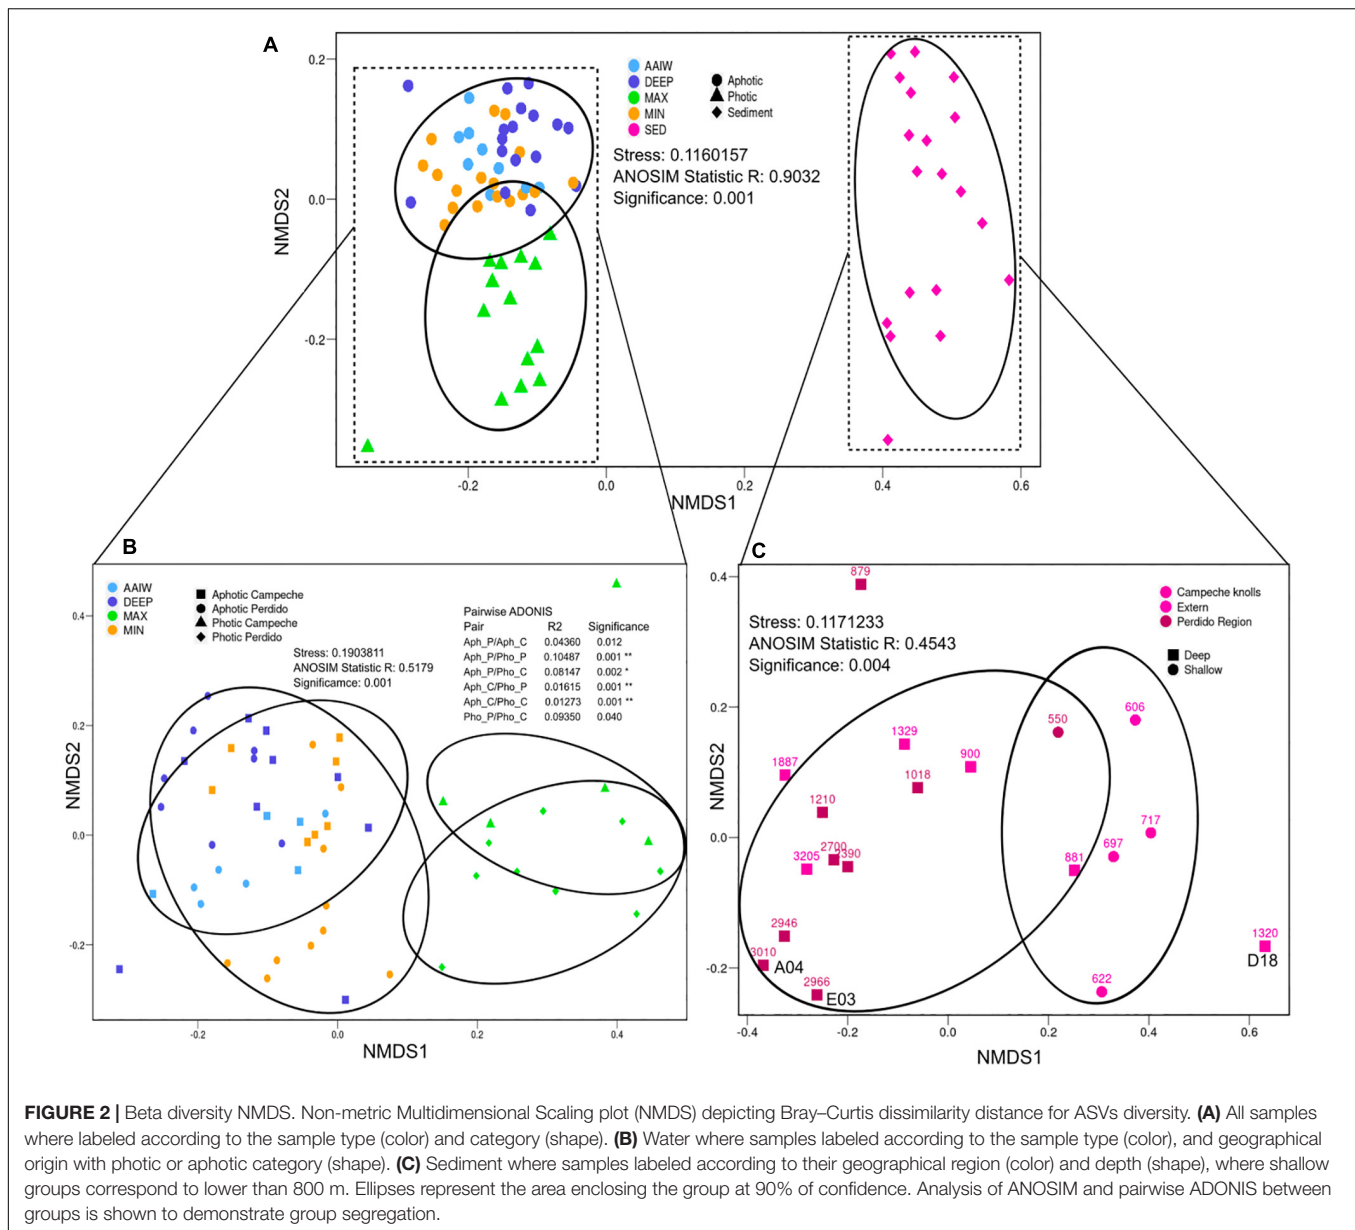 A
0.2
0.0
-0.2
NMDS2
AAIW
DEEP
MAX
MIN
SED
Aphotic
Photic
Sediment
Stress: 0.1160157
ANOSIM Statistic R: 0.9032
Significance: 0.001
-0.2
0.0
0.2
0.4
0.6
NMDS1
B
AAIW
DEEP
MAX
MIN
Aphotic Campeche
Aphotic Perdido
Photic Campeche
Photic Perdido
Stress: 0.1903811
ANOSIM Statistic R: 0.5179
Significamce: 0.001
Pairwise ADONIS
Pair R2 Significance
Aph_P/Aph_C 0.04360 0.012
Aph_P/Pho_P 0.10487 0.001 **
Aph_P/Pho_C 0.08147 0.002 *
Aph_C/Pho_P 0.01615 0.001 **
Aph_C/Pho_C 0.01273 0.001 **
Pho_P/Pho_C 0.09350 0.040
0.4
0.2
0.0
-0.2
NMDS2
-0.2
0.0
0.2
0.4
NMDS1
C
0.4
0.2
0.0
-0.2
NMDS2
Stress: 0.1171233
ANOSIM Statistic R: 0.4543
Significance: 0.004
Campeche knolls
Extern
Perdido Region
Deep
Shallow
879
606
550
1329
900
1887
1018
1210
717
697
2700
2390
3205
881
2946
1320
D18
3010
A04
2966
E03
622
-0.4
-0.2
0.0
0.2
0.4
0.6
NMDS1
FIGURE 2 | Beta diversity NMDS. Non-metric Multidimensional Scaling plot (NMDS) depicting Bray–Curtis dissimilarity distance for ASVs diversity. (A) All samples
where labeled according to the sample type (color) and category (shape). (B) Water where samples labeled according to the sample type (color), and geographical
origin with photic or aphotic category (shape). (C) Sediment where samples labeled according to their geographical region (color) and depth (shape), where shallow
groups correspond to lower than 800 m. Ellipses represent the area enclosing the group at 90% of confidence. Analysis of ANOSIM and pairwise ADONIS between
groups is shown to demonstrate group segregation.